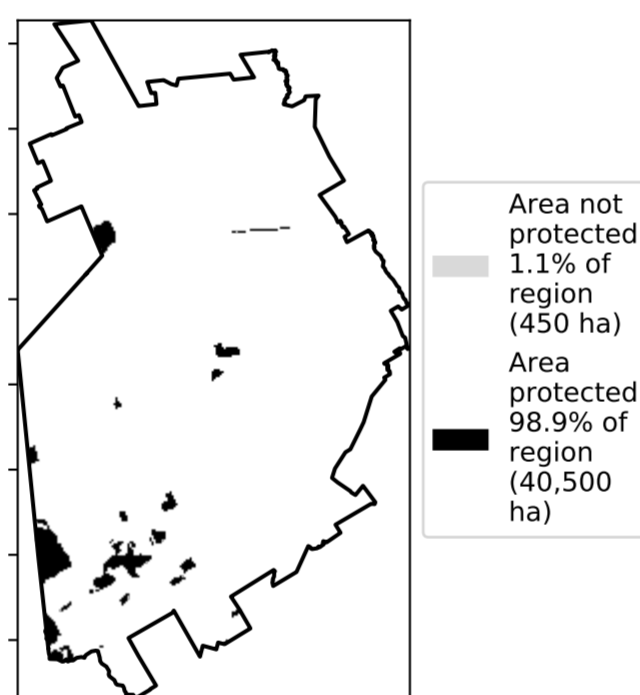 Area not
protected
1.1% of
region
(450 ha)
Area
protected
98.9% of
region
(40,500
ha)